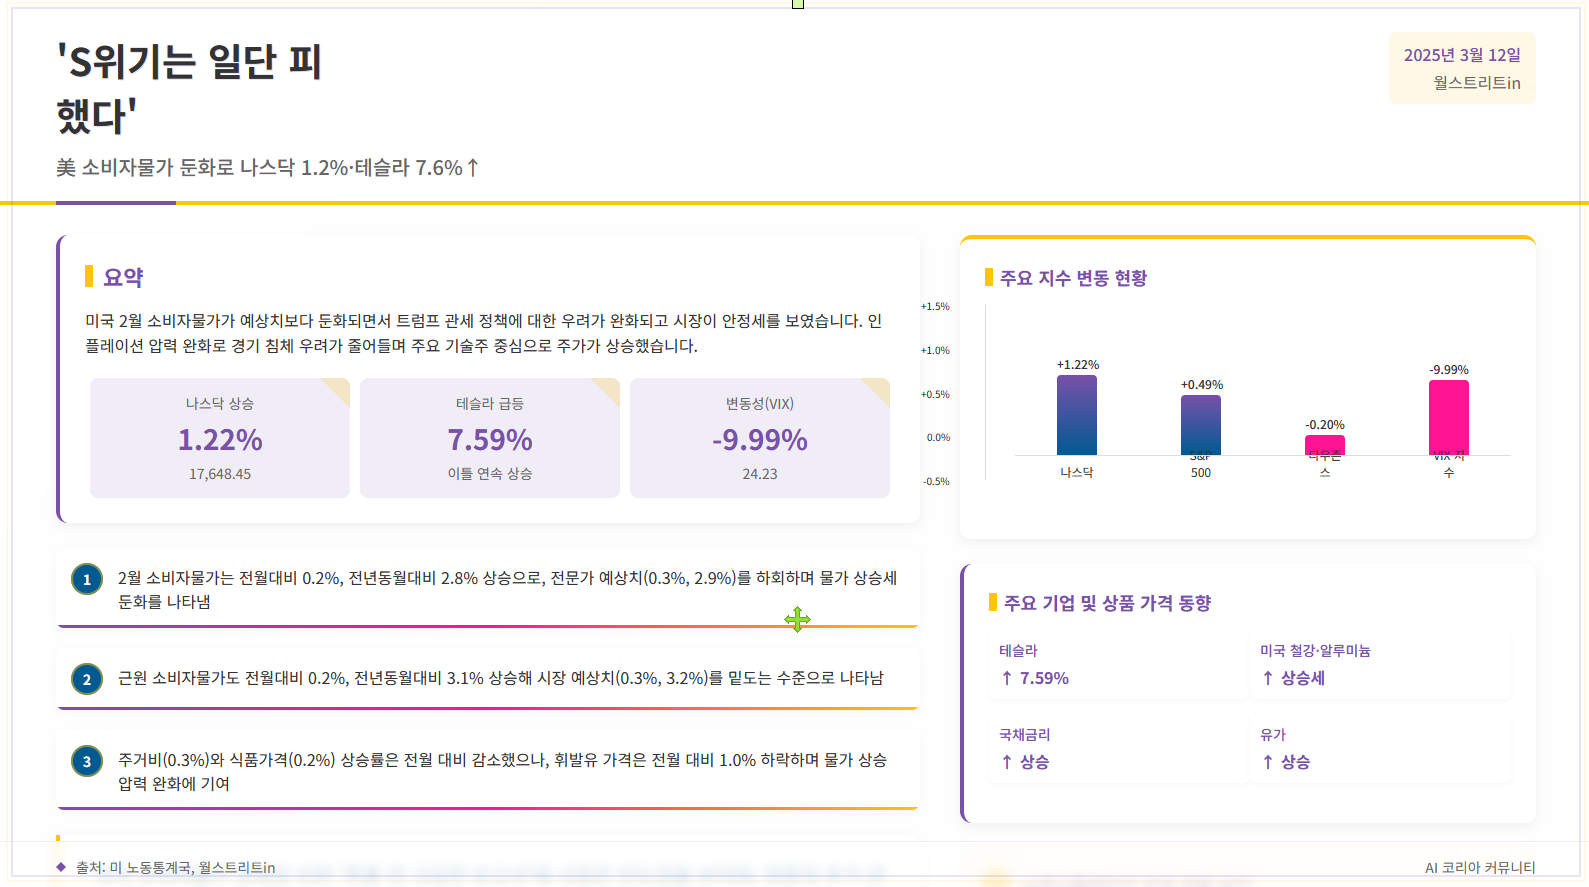 'S위기는 일단 피
했다'
美 소비자물가 둔화로 나스닥 1.2%·테슬라 7.6%↑
2025년 3월 12일
월스트리트in
요약
미국 2월 소비자물가가 예상치보다 둔화되면서 트럼프 관세 정책에 대한 우려가 완화되고 시장이 안정세를 보였습니다. 인
플레이션 압력 완화로 경기 침체 우려가 줄어들며 주요 기술주 중심으로 주가가 상승했습니다.
나스닥 상승
1.22%
17,648.45
테슬라 급등
7.59%
이틀 연속 상승
변동성(VIX)
-9.99%
24.23
1
2월 소비자물가는 전월대비 0.2%, 전년동월대비 2.8% 상승으로, 전문가 예상치(0.3%, 2.9%)를 하회하며 물가 상승세
둔화를 나타냄
2
근원 소비자물가도 전월대비 0.2%, 전년동월대비 3.1% 상승해 시장 예상치(0.3%, 3.2%)를 밑도는 수준으로 나타남
3
주거비(0.3%)와 식품가격(0.2%) 상승률은 전월 대비 감소했으나, 휘발유 가격은 전월 대비 1.0% 하락하며 물가 상승
압력 완화에 기여
주요 지수 변동 현황
+1.5%
+1.0%
+0.5%
0.0%
-0.5%
+1.22%
+0.49%
-0.20%
-9.99%
나스닥
S&P
500
다우존
스
VIX 지
수
주요 기업 및 상품 가격 동향
테슬라
↑ 7.59%
미국 철강·알루미늄
↑ 상승세
국채금리
↑ 상승
유가
↑ 상승
출처: 미 노동통계국, 월스트리트in
AI 코리아 커뮤니티